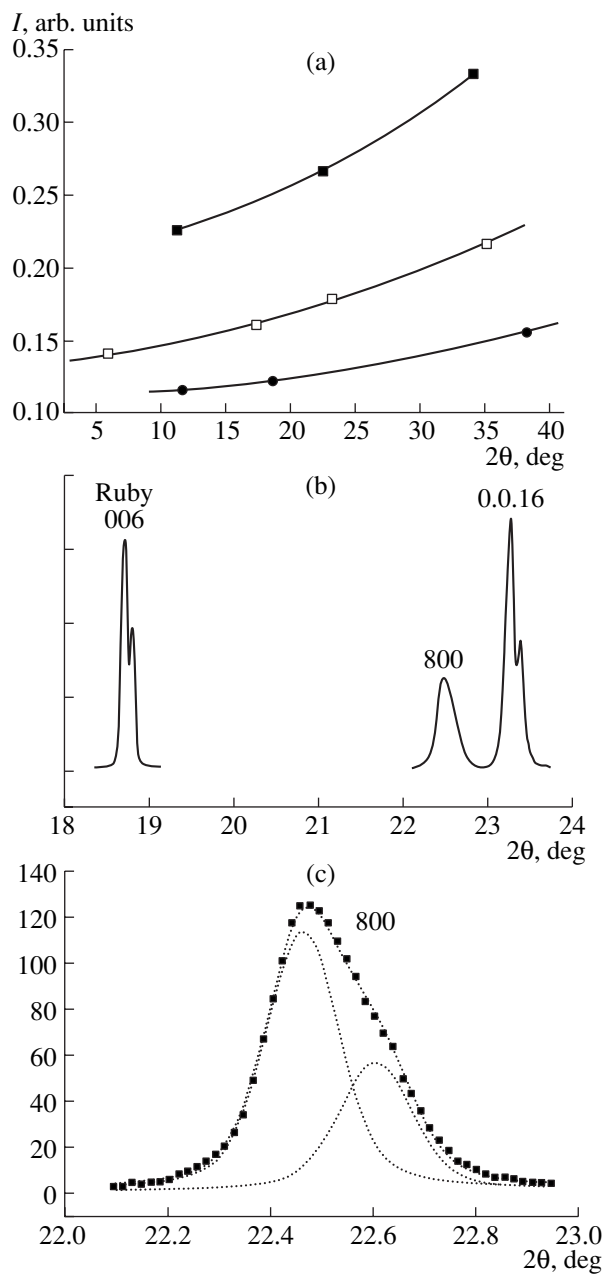 I, arb. units
(a)
0.35
0.30
0.25
0.20
0.15
0.10
5 10 15 20 25 30 35 40
2θ, deg
(b)
Ruby
006
0.0.16
800
18 19 20 21 22 23 24
2θ, deg
(c)
140
120
100
80
60
40
20
0
800
22.0 22.2 22.4 22.6 22.8 23.0
2θ, deg